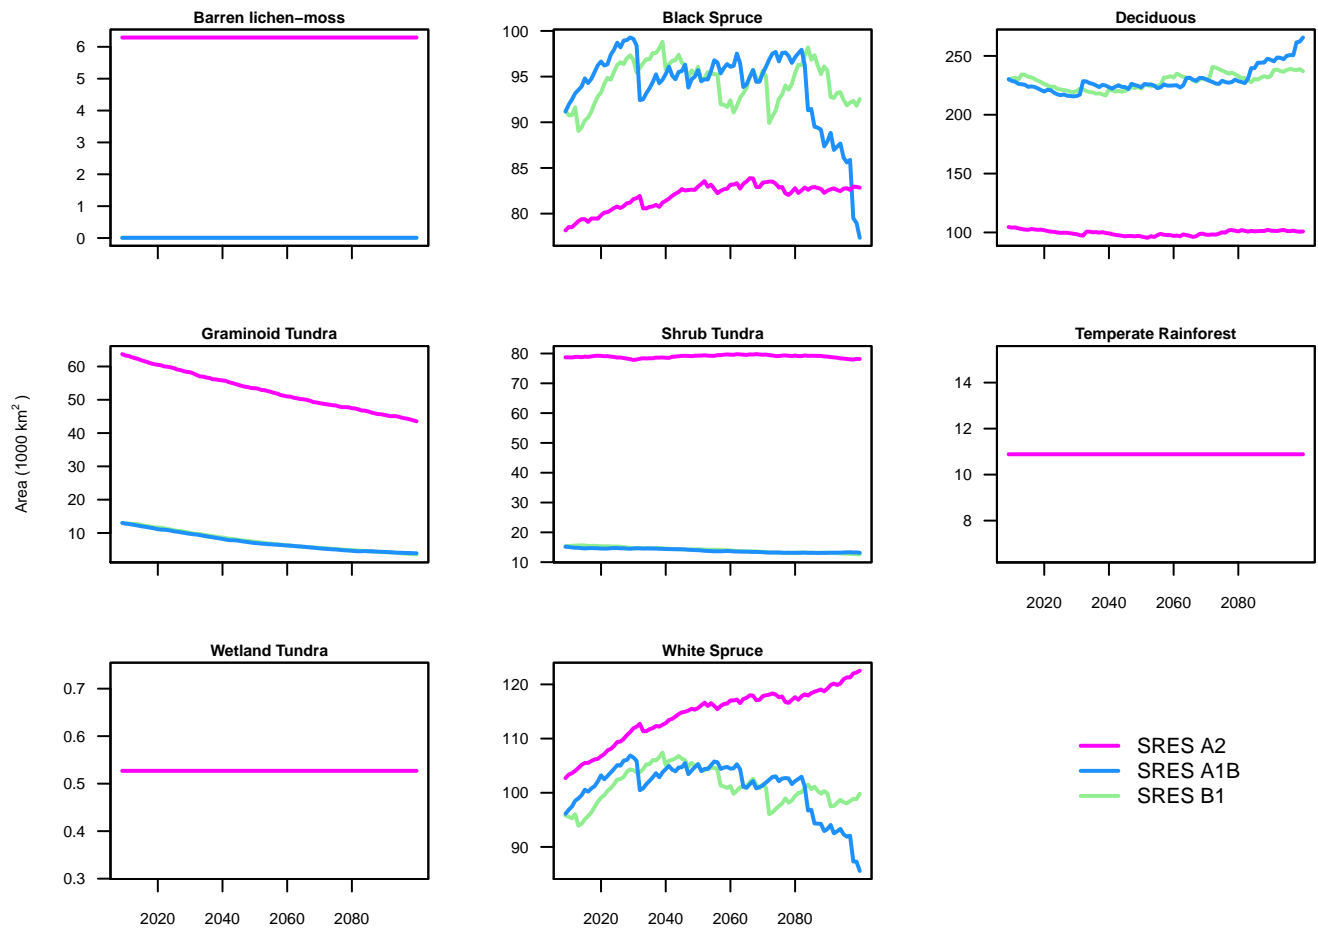 Barren lichen−moss
6
5
4
3
2
1
0
Black Spruce
100
95
90
85
80
Deciduous
250
200
150
100
Area (1000 km²)
Graminoid Tundra
60
50
40
30
20
10
Shrub Tundra
80
70
60
50
40
30
20
10
Temperate Rainforest
14
12
10
8
2020 2040 2060 2080
Wetland Tundra
0.7
0.6
0.5
0.4
0.3
2020 2040 2060 2080
White Spruce
120
110
100
90
2020 2040 2060 2080
SRES A2
SRES A1B
SRES B1